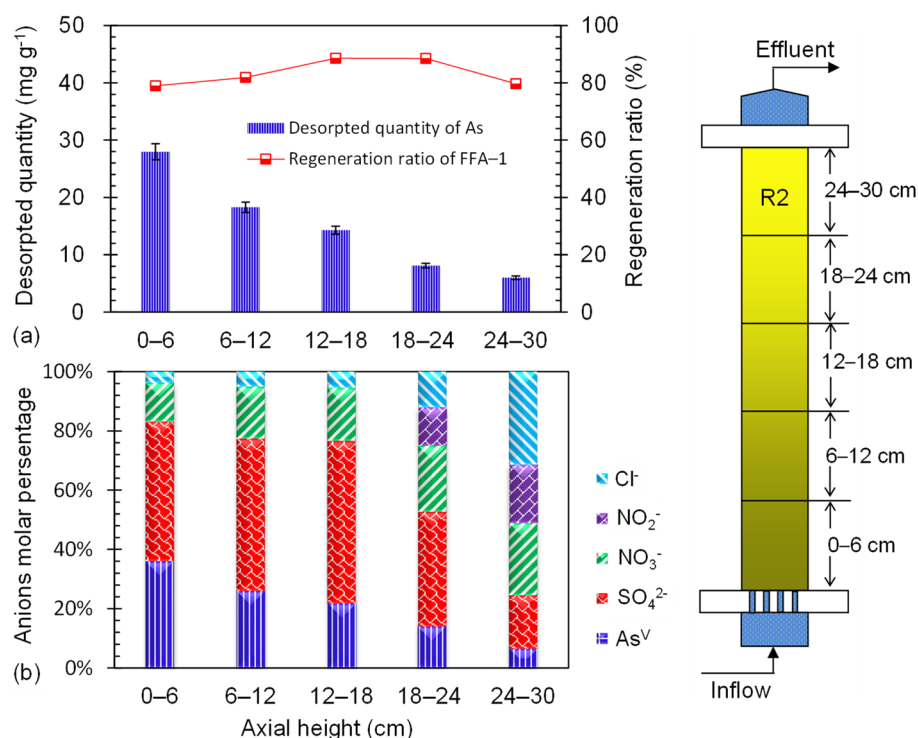 50
40
30
20
10
0
Desorpted quantity (mg g⁻¹)
Desorpted quantity of As
Regeneration ratio of FFA–1
100
80
60
40
20
0
Regeneration ratio (%)
(a)
0–6 6–12 12–18 18–24 24–30
100%
80%
60%
40%
20%
0%
Anions molar persentage
(b)
0–6 6–12 12–18 18–24 24–30
Axial height (cm)
Cl⁻
NO₂⁻
NO₃⁻
SO₄²⁻
Asⱽ
Effluent
R2
24–30 cm
18–24 cm
12–18 cm
6–12 cm
0–6 cm
Inflow